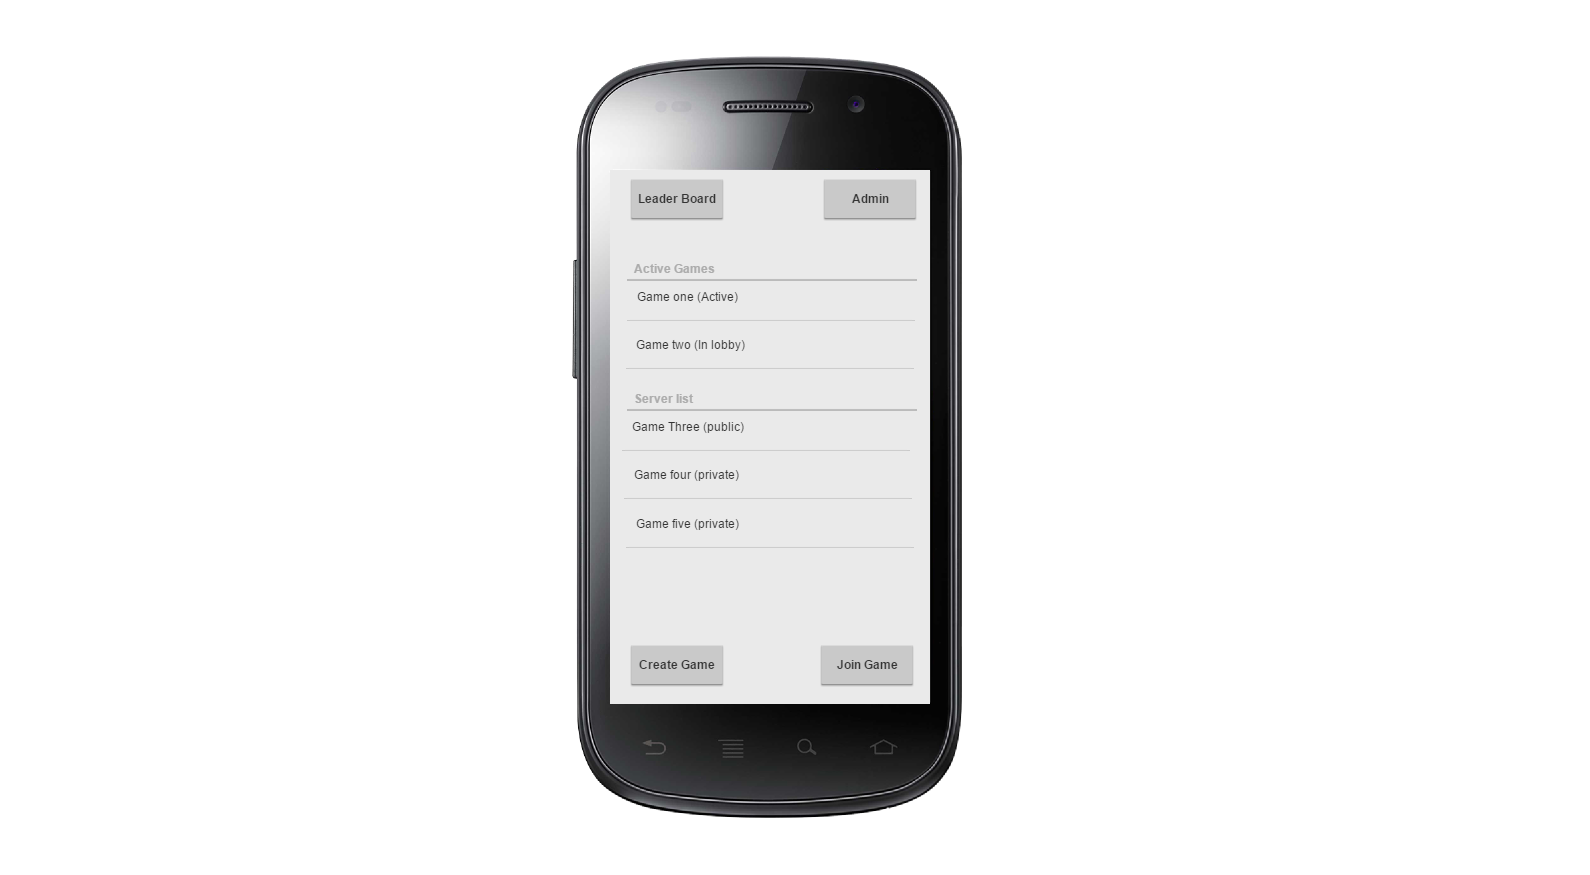 Leader Board
Admin
Active Games
Game one (Active)
Game two (In lobby)
Server list
Game Three (public)
Game four (private)
Game five (private)
Create Game
Join Game